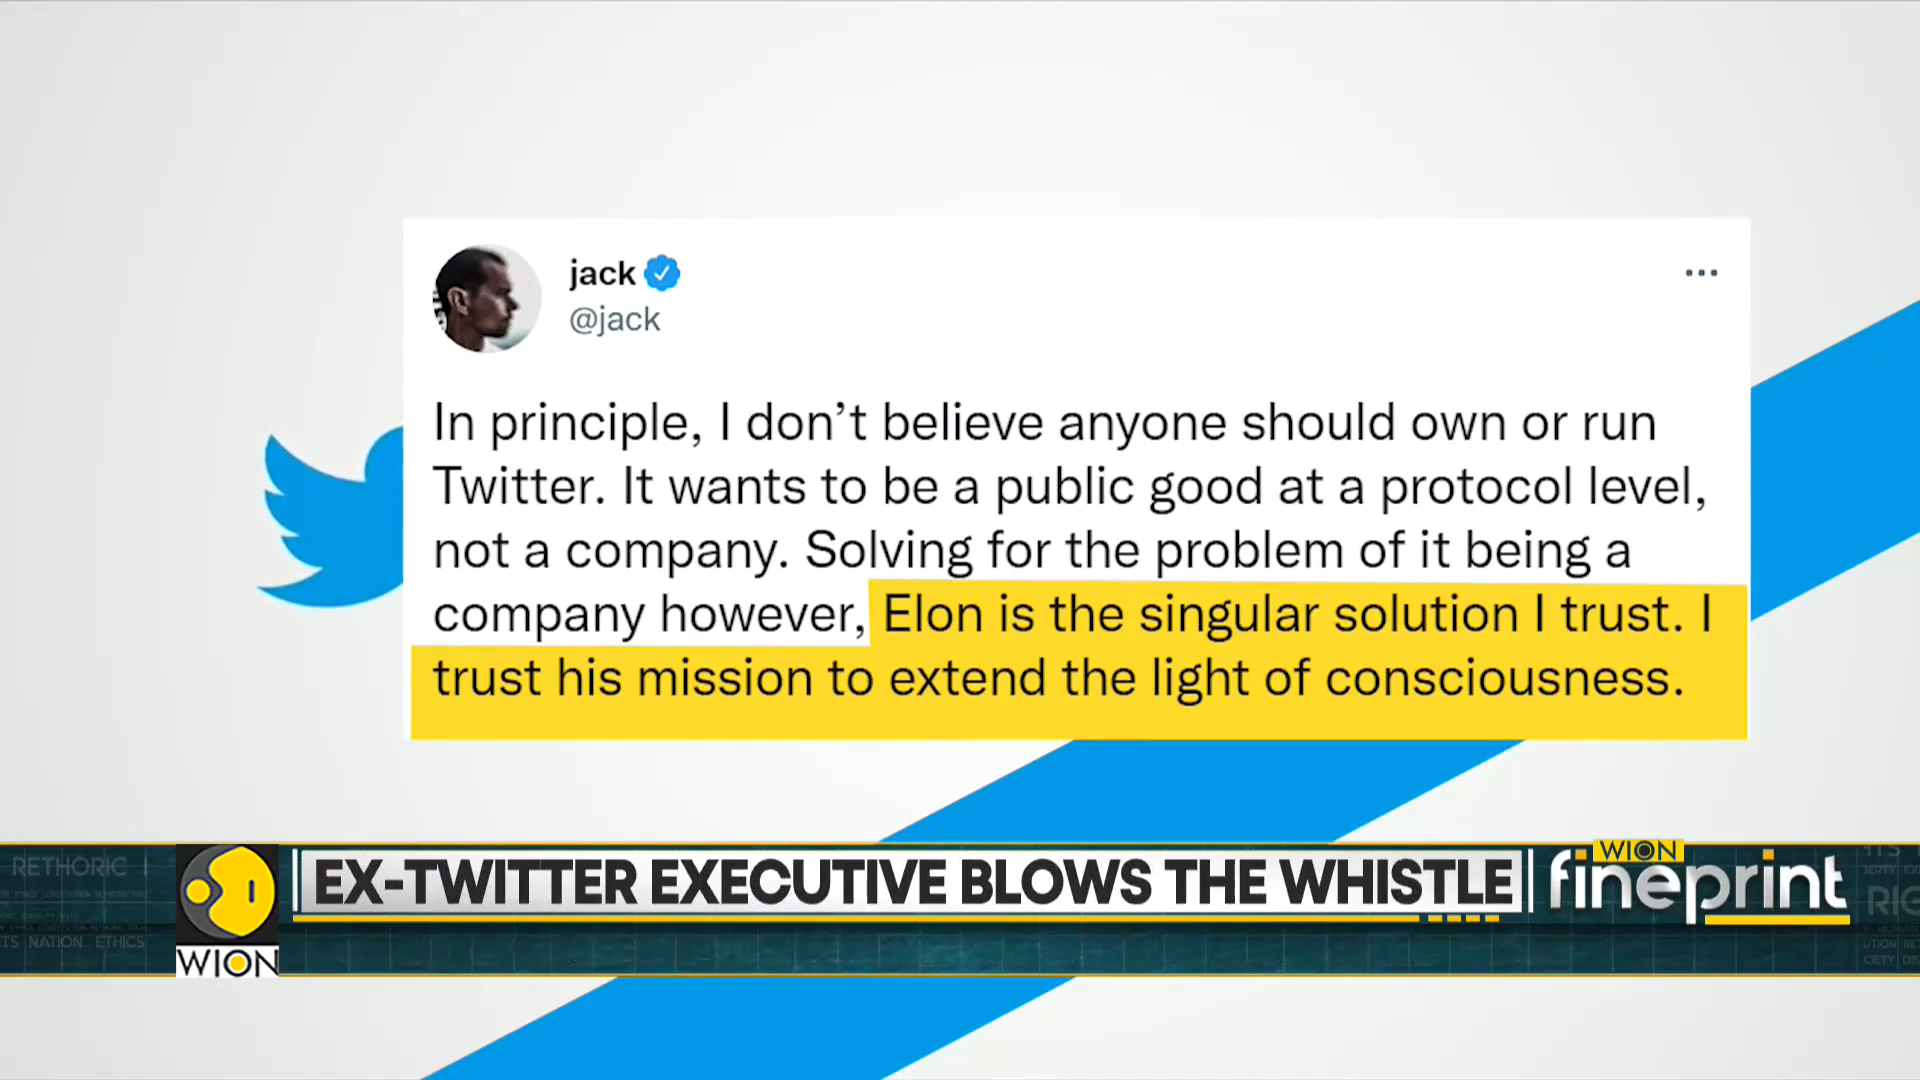 jack
@jack
In principle, I don’t believe anyone should own or run
Twitter. It wants to be a public good at a protocol level,
not a company. Solving for the problem of it being a
company however, Elon is the singular solution I trust. I
trust his mission to extend the light of consciousness.
RETHORIC
EX-TWITTER EXECUTIVE BLOWS THE WHISTLE
WION
fineprint
NATION ETHICS
WION